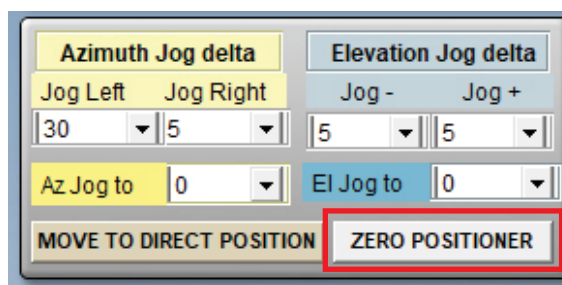 Azimuth Jog delta Elevation Jog delta
Jog Left Jog Right Jog - Jog +
30 5 5 5
Az Jog to 0 El Jog to 0
MOVE TO DIRECT POSITION ZERO POSITIONER